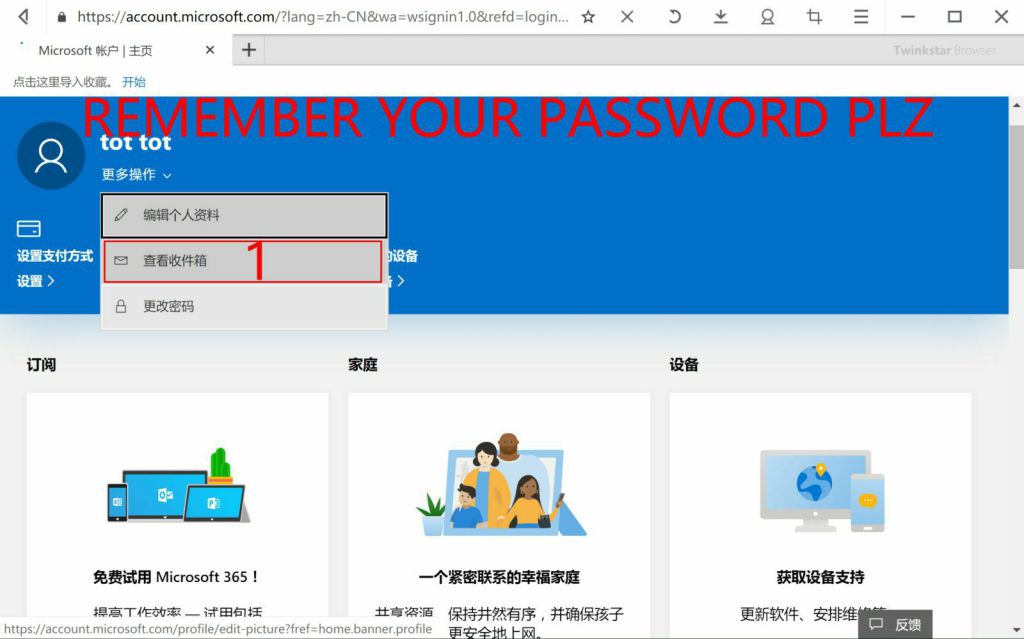 https://account.microsoft.com/?lang=zh-CN&wa=wsignin1.0&refd=login...
Microsoft 帐户 | 主页
Twinkstar Browser
点击这里导入收藏。 开始
REMEMBER YOUR PASSWORD PLZ
tot tot
更多操作
编辑个人资料
查看收件箱
1
更改密码
设置支付方式
设置
设备
订阅
家庭
设备
免费试用 Microsoft 365！
一个紧密联系的幸福家庭
获取设备支持
提高工作效率 — 试用包括
共享资源、保持井然有序，并确保孩子
更安全地上网。
更新软件、安排维修等
反馈
https://account.microsoft.com/profile/edit-picture?fref=home.banner.profile